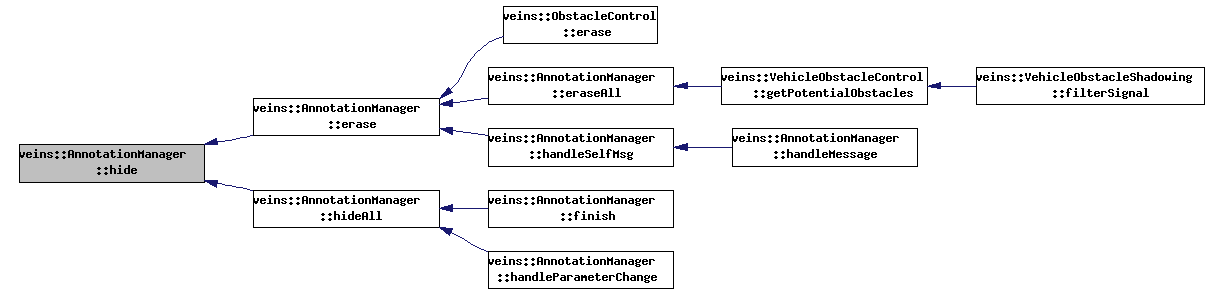 veins::ObstacleControl
::erase
veins::AnnotationManager
::eraseAll
veins::VehicleObstacleControl
::getPotentialObstacles
veins::VehicleObstacleShadowing
::filterSignal
veins::AnnotationManager
::erase
veins::AnnotationManager
::handleSelfMsg
veins::AnnotationManager
::handleMessage
veins::AnnotationManager
::hide
veins::AnnotationManager
::hideAll
veins::AnnotationManager
::finish
veins::AnnotationManager
::handleParameterChange